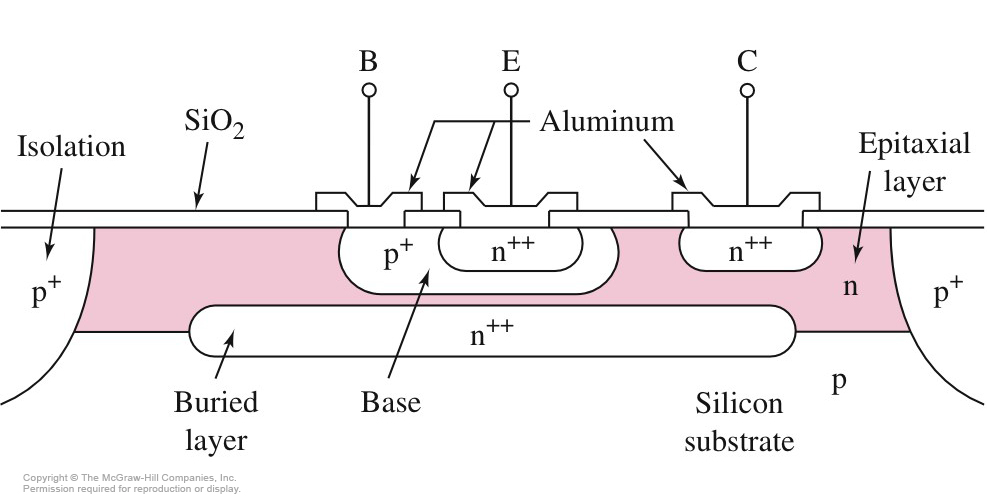 B
E
C
SiO₂
Aluminum
Isolation
Epitaxial
layer
p⁺
n⁺⁺
n⁺⁺
p⁺
n
p⁺
n⁺⁺
p
Buried
layer
Base
Silicon
substrate
Copyright © The McGraw-Hill Companies, Inc.
Permission required for reproduction or display.